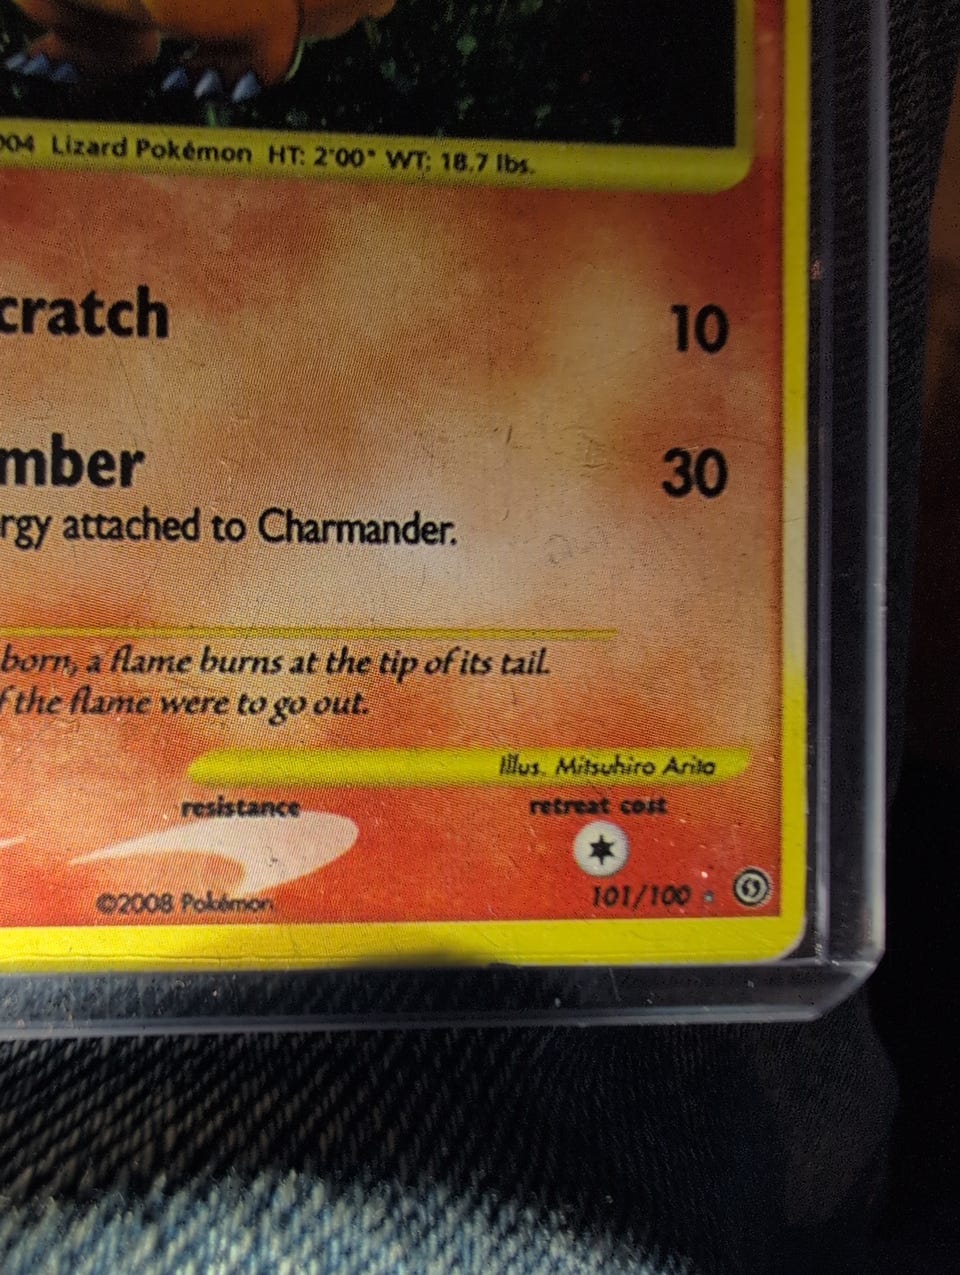 004 Lizard Pokémon HT: 2'00" WT: 18.7 lbs.
cratch 10
mber 30
rgy attached to Charmander.
born, a flame burns at the tip of its tail.
f the flame were to go out.
Illus. Mitsuhiro Arita
resistance retreat cost
©2008 Pokémon 101/100